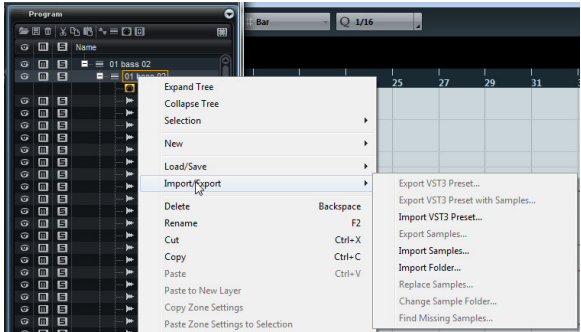 Program
Bar
Q 1/16
M S Name
M S 01 bass 02
M S 01 bass 02
25 27 29 31
Expand Tree
Collapse Tree
Selection
New
Load/Save
Import/Export
Delete Backspace
Rename F2
Cut Ctrl+X
Copy Ctrl+C
Paste Ctrl+V
Paste to New Layer
Copy Zone Settings
Paste Zone Settings to Selection
Export VST3 Preset...
Export VST3 Preset with Samples...
Import VST3 Preset...
Export Samples...
Import Samples...
Import Folder...
Replace Samples...
Change Sample Folder...
Find Missing Samples...